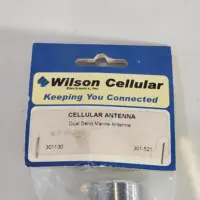 Wilson Cellular
Electronics, Inc
Keeping You Connected
CELLULAR ANTENNA
Dual Band Marine Antenna
301130 301-521